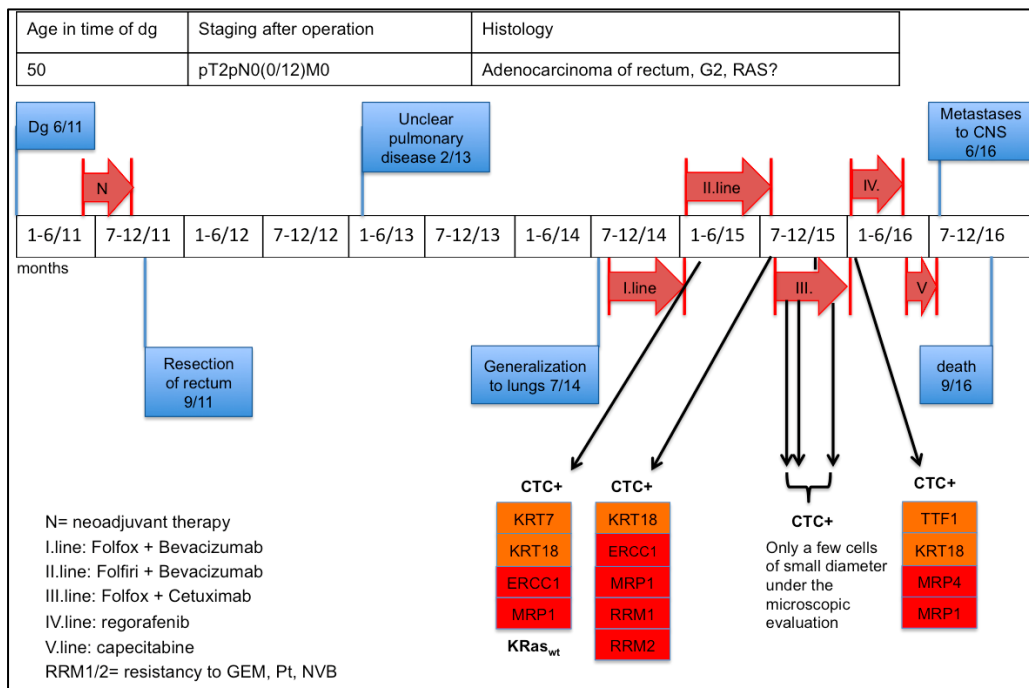 Age in time of dg
Staging after operation
Histology
50
pT2pN0(0/12)M0
Adenocarcinoma of rectum, G2, RAS?
Dg 6/11
Unclear
pulmonary
disease 2/13
Metastases
to CNS
6/16
N
II.line
IV.
1-6/11
7-12/11
1-6/12
7-12/12
1-6/13
7-12/13
1-6/14
7-12/14
1-6/15
7-12/15
1-6/16
7-12/16
months
I.line
III.
V
Resection
of rectum
9/11
Generalization
to lungs 7/14
death
9/16
CTC+
KRT7
KRT18
ERCC1
MRP1
KRas wt
CTC+
KRT18
ERCC1
MRP1
RRM1
RRM2
CTC+
Only a few cells
of small diameter
under the
microscopic
evaluation
CTC+
TTF1
KRT18
MRP4
MRP1
N= neoadjuvant therapy
I.line: Folfox + Bevacizumab
II.line: Folfiri + Bevacizumab
III.line: Folfox + Cetuximab
IV.line: regorafenib
V.line: capecitabine
RRM1/2= resistancy to GEM, Pt, NVB